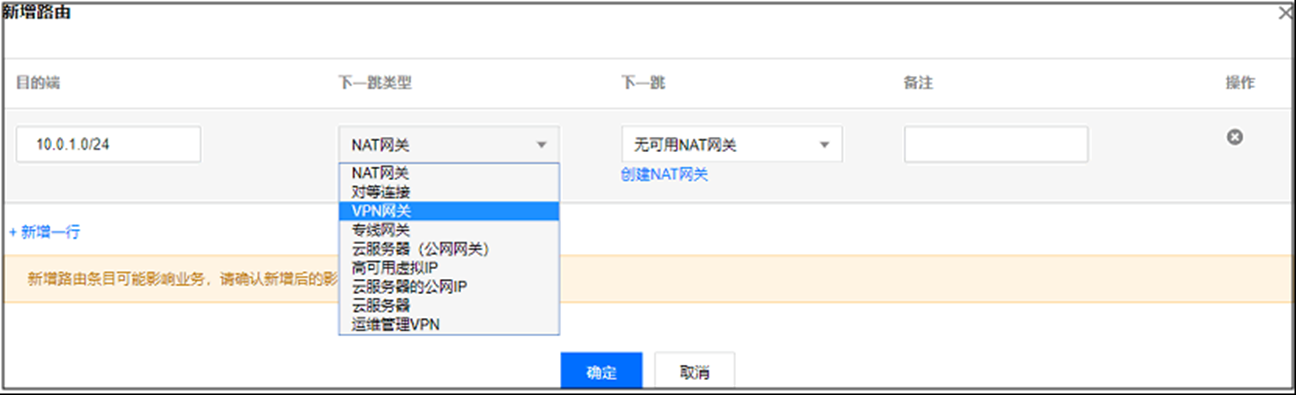 新增路由
目的端 下一跳类型 下一跳 备注 操作
10.0.1.0/24 NAT网关 无可用NAT网关
创建NAT网关
NAT网关
对等连接
VPN网关
专线网关
云服务器（公网网关）
高可用虚拟IP
云服务器的公网IP
云服务器
运维管理VPN
+ 新增一行
新增路由条目可能影响业务，请确认新增后的影
确定 取消